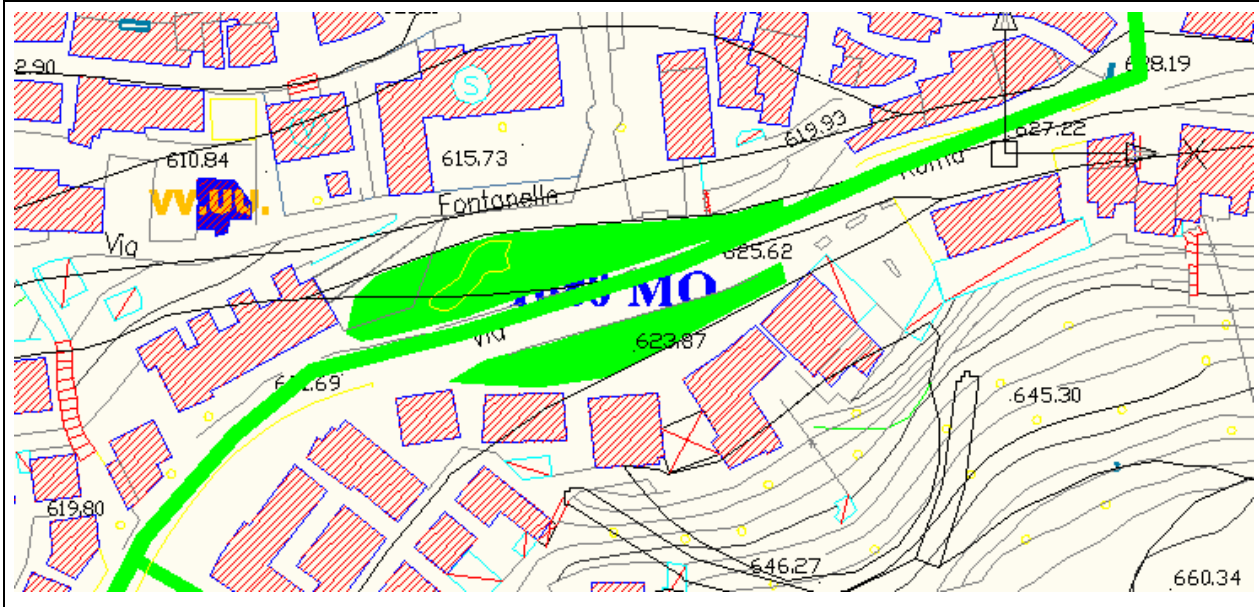 2.90
628.19
S
619.93
627.22
V
615.73
610.84
Roma
vv.uu.
Fontanelle
Via
625.62
MQ
Via
623.87
645.30
619.80
646.27
660.34